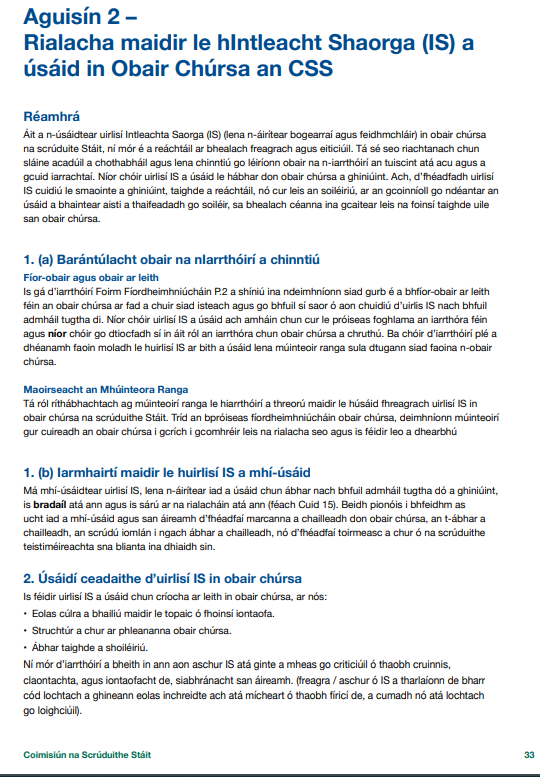 Aguisín 2 –
Rialacha maidir le hIntleacht Shaorga (IS) a
úsáid in Obair Chúrsa an CSS
Réamhrá
Áit a n-úsáidtear uirlisí Intleachta Saorga (IS) (lena n-áirítear bogearraí agus feidhmchláir) in obair chúrsa
na scrúduithe Stáit, ní mór é a reáchtáil ar bhealach freagrach agus eiticiúil. Tá sé seo riachtanach chun
sláine acadúil a chothabháil agus lena chinntiú go léiríonn obair na n-iarrthóirí an tuiscint atá acu agus a
gcuid iarrachtaí. Níor chóir uirlisí IS a úsáid le hábhar don obair chúrsa a ghiniúint. Ach, d'fhéadfadh uirlisí
IS cuidiú le smaointe a ghiniúint, taighde a reáchtáil, nó cur leis an soiléiriú, ar an gcoinníoll go ndéantar an
úsáid a bhaintear aisti a thaifeadadh go soiléir, sa bhealach céanna ina gcaitear leis na foinsí taighde uile
san obair chúrsa.
1. (a) Barántúlacht obair na nIarrthóirí a chinntiú
Fíor-obair agus obair ar leith
Is gá d'iarrthóirí Foirm Fíordheimhniúcháin P.2 a shíniú ina ndeimhníonn siad gurb é a bhfíor-obair ar leith
féin an obair chúrsa ar fad a chuir siad isteach agus go bhfuil sí saor ó aon chuidiú d'uirlis IS nach bhfuil
admháil tugtha di. Níor chóir uirlisí IS a úsáid ach amháin chun cur le próiseas foghlama an iarrthóra féin
agus níor chóir go dtiocfadh sí in áit ról an iarrthóra chun obair chúrsa a chruthú. Ba chóir d'iarrthóirí plé a
dhéanamh faoin moladh le huirlisí IS ar bith a úsáid lena múinteoir ranga sula dtugann siad faoina n-obair
chúrsa.
Maoirseacht an Mhúinteora Ranga
Tá ról ríthábhachtach ag múinteoirí ranga le hiarrthóirí a threorú maidir le húsáid fhreagrach uirlisí IS in
obair chúrsa na scrúduithe Stáit. Tríd an bpróiseas fíordheimhniúcháin obair chúrsa, deimhníonn múinteoirí
gur cuireadh an obair chúrsa i gcrích i gcomhréir leis na rialacha seo agus is féidir leo a dhearbhú
1. (b) Iarmhairtí maidir le huirlisí IS a mhí-úsáid
Má mhí-úsáidtear uirlisí IS, lena n-áirítear iad a úsáid chun ábhar nach bhfuil admháil tugtha dó a ghiniúint,
is bradaíl atá ann agus is sárú ar na rialacháin atá ann (féach Cuid 15). Beidh pionóis i bhfeidhm as
ucht iad a mhí-úsáid agus san áireamh d'fhéadfaí marcanna a chailleadh don obair chúrsa, an t-ábhar a
chailleadh, an scrúdú iomlán i ngach ábhar a chailleadh, nó d'fhéadfaí toirmeasc a chur ó na scrúduithe
teistiméireachta sna blianta ina dhiaidh sin.
2. Úsáidí ceadaithe d'uirlisí IS in obair chúrsa
Is féidir uirlisí IS a úsáid chun críocha ar leith in obair chúrsa, ar nós:
• Eolas cúlra a bhailiú maidir le topaic ó fhoinsí iontaofa.
• Struchtúr a chur ar phleananna obair chúrsa.
• Ábhar taighde a shoiléiriú.
Ní mór d'iarrthóirí a bheith in ann aon aschur IS atá ginte a mheas go criticiúil ó thaobh cruinnis,
claontachta, agus iontaofacht de, siabhránacht san áireamh. (freagra / aschur ó IS a tharlaíonn de bharr
cód lochtach a ghineann eolas inchreidte ach atá mícheart ó thaobh fíricí de, a cumadh nó atá lochtach
go loighciúil).
Coimisiún na Scrúduithe Stáit 33